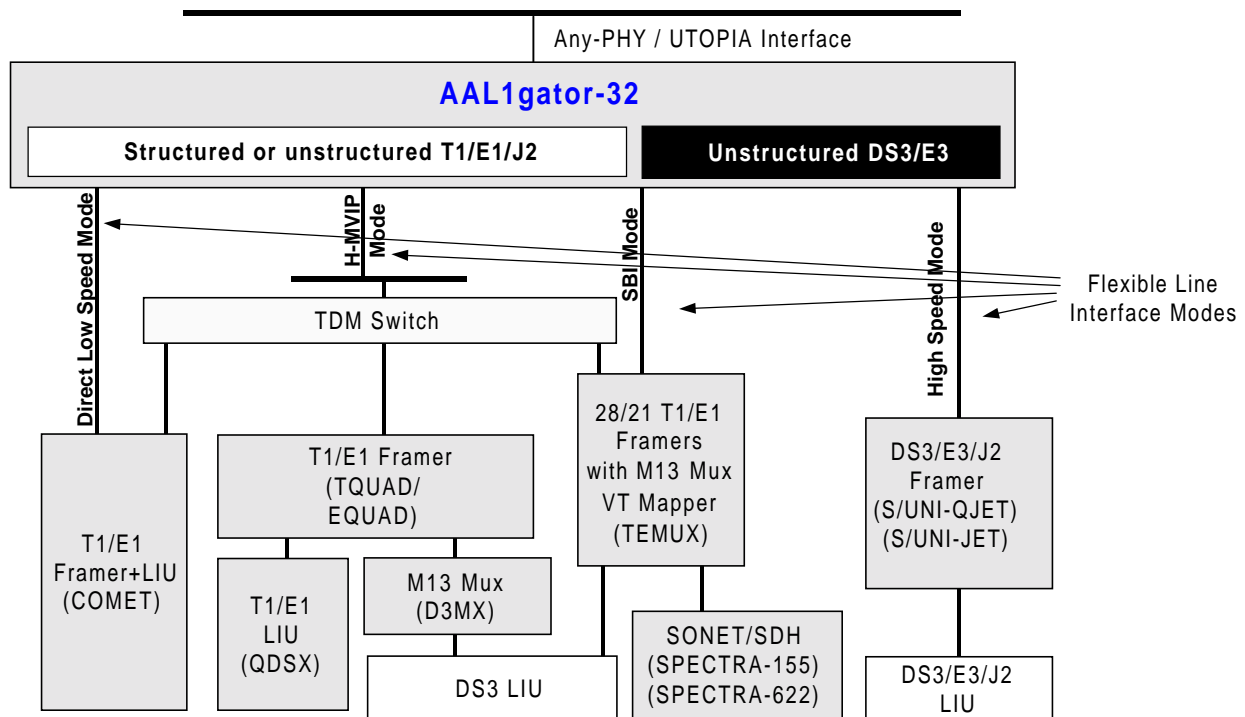 Any-PHY / UTOPIA Interface
AAL1gator-32
Structured or unstructured T1/E1/J2
Unstructured DS3/E3
Direct Low Speed Mode
H-MVIP
Mode
SBI Mode
High Speed Mode
Flexible Line
Interface Modes
TDM Switch
T1/E1
Framer+LIU
(COMET)
T1/E1 Framer
(TQUAD/
EQUAD)
T1/E1
LIU
(QDSX)
M13 Mux
(D3MX)
DS3 LIU
28/21 T1/E1
Framers
with M13 Mux
VT Mapper
(TEMUX)
SONET/SDH
(SPECTRA-155)
(SPECTRA-622)
DS3/E3/J2
Framer
(S/UNI-QJET)
(S/UNI-JET)
DS3/E3/J2
LIU